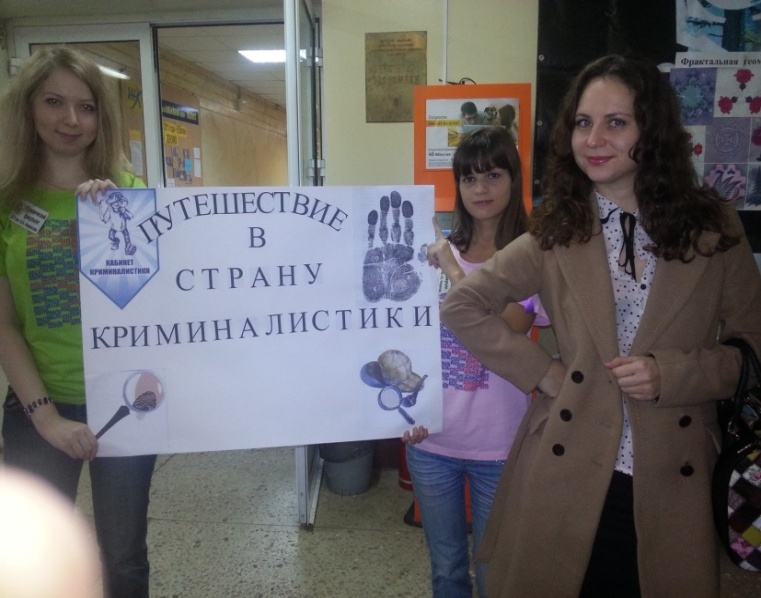 ПУТЕШЕСТВИЕ
В
СТРАНУ
КРИМИНАЛИСТИКИ
КАБИНЕТ
КРИМИНАЛИСТИКИ
Фрактальная геом